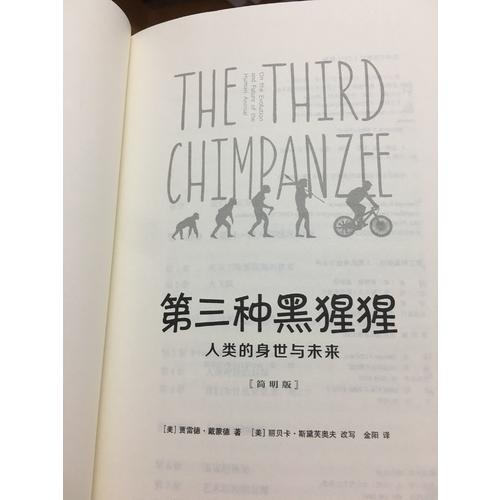 THE THIRD
On the Evolution
and Future of the
Human Animal
CHIMPANZEE
第三种黑猩猩
人类的身世与未来
[简明版]
[美]贾雷德·戴蒙德 著 [美]丽贝卡·斯黛芙奥夫 改写 金阳 译